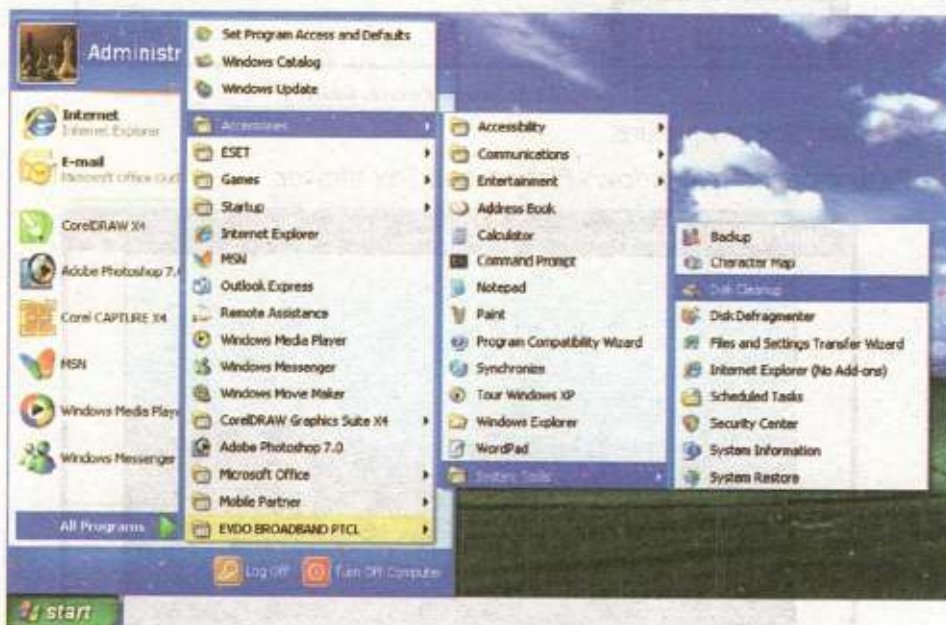 Administr
Internet
Internet Explorer
E-mail
Microsoft Office Outl
CorelDRAW X4
Adobe Photoshop 7.
Corel CAPTURE X4
MSN
Windows Media Playe
Windows Messenger
All Programs
Set Program Access and Defaults
Windows Catalog
Windows Update
Accessories
ESET
Games
Startup
Internet Explorer
MSN
Outlook Express
Remote Assistance
Windows Media Player
Windows Messenger
Windows Movie Maker
CorelDRAW Graphics Suite X4
Adobe Photoshop 7.0
Microsoft Office
Mobile Partner
EVDO BROADBAND PTCL
Accessibility
Communications
Entertainment
Address Book
Calculator
Command Prompt
Notepad
Paint
Program Compatibility Wizard
Synchronize
Tour Windows XP
Windows Explorer
WordPad
System Tools
Backup
Character Map
Disk Cleanup
Disk Defragmenter
Files and Settings Transfer Wizard
Internet Explorer (No Add-ons)
Scheduled Tasks
Security Center
System Information
System Restore
Log Off
Turn Off Computer
start